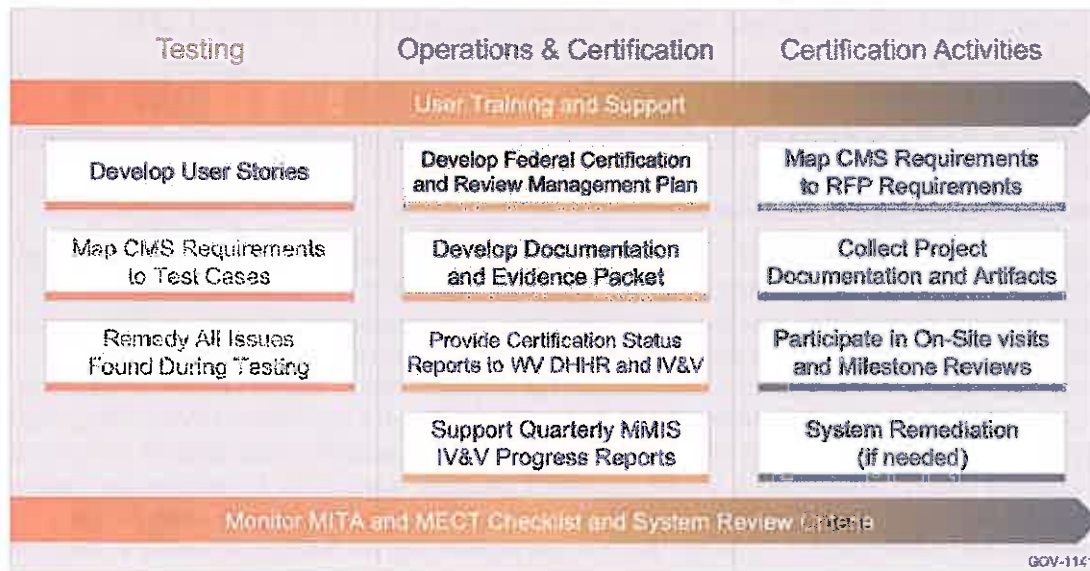 Testing
Operations & Certification
Certification Activities
User Training and Support
Develop User Stories
Map CMS Requirements
to Test Cases
Remedy All Issues
Found During Testing
Develop Federal Certification
and Review Management Plan
Develop Documentation
and Evidence Packet
Provide Certification Status
Reports to WV DHHR and IV&V
Support Quarterly MMIS
IV&V Progress Reports
Map CMS Requirements
to RFP Requirements
Collect Project
Documentation and Artifacts
Participate in On-Site visits
and Milestone Reviews
System Remediation
(if needed)
Monitor MITA and MECT Checklist and System Review Criteria